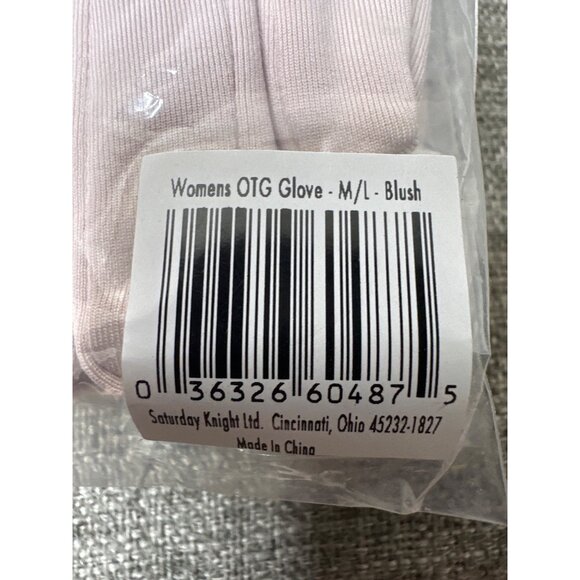 Womens OTG Glove - M/L - Blush
0 36326 60487 5
Saturday Knight Ltd. Cincinnati, Ohio 45232-1827
Made In China